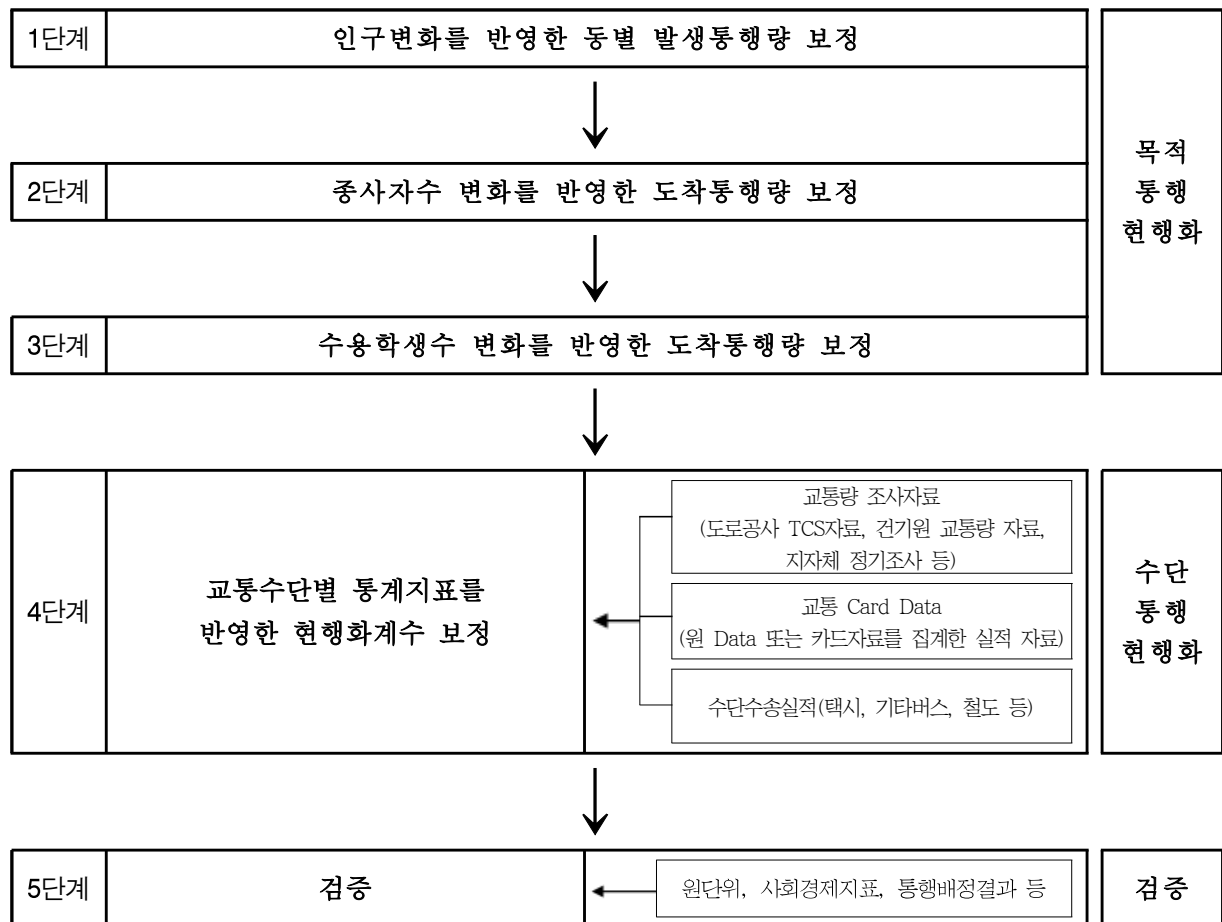 1단계
인구변화를 반영한 동별 발생통행량 보정
2단계
종사자수 변화를 반영한 도착통행량 보정
3단계
수용학생수 변화를 반영한 도착통행량 보정
목적
통행
현행화
4단계
교통수단별 통계지표를
반영한 현행화계수 보정
교통량 조사자료
(도로공사 TCS자료, 건기원 교통량 자료,
지자체 정기조사 등)
교통 Card Data
(원 Data 또는 카드자료를 집계한 실적 자료)
수단수송실적(택시, 기타버스, 철도 등)
수단
통행
현행화
5단계
검증
원단위, 사회경제지표, 통행배정결과 등
검증